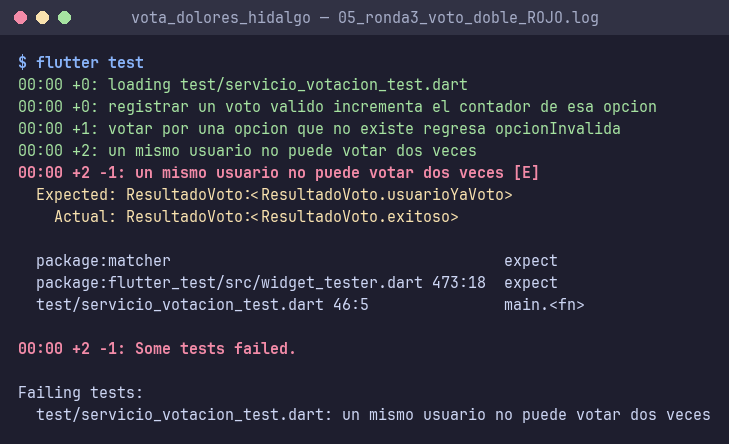 vota_dolores_hidalgo — 05_ronda3_voto_doble_ROJO.log
$ flutter test
00:00 +0: loading test/servicio_votacion_test.dart
00:00 +0: registrar un voto valido incrementa el contador de esa opcion
00:00 +1: votar por una opcion que no existe regresa opcionInvalida
00:00 +2: un mismo usuario no puede votar dos veces
00:00 +2 -1: un mismo usuario no puede votar dos veces [E]
Expected: ResultadoVoto:<ResultadoVoto.usuarioYaVoto>
Actual: ResultadoVoto:<ResultadoVoto.exitoso>
package:matcher expect
package:flutter_test/src/widget_tester.dart 473:18 expect
test/servicio_votacion_test.dart 46:5 main.<fn>
00:00 +2 -1: Some tests failed.
Failing tests:
test/servicio_votacion_test.dart: un mismo usuario no puede votar dos veces